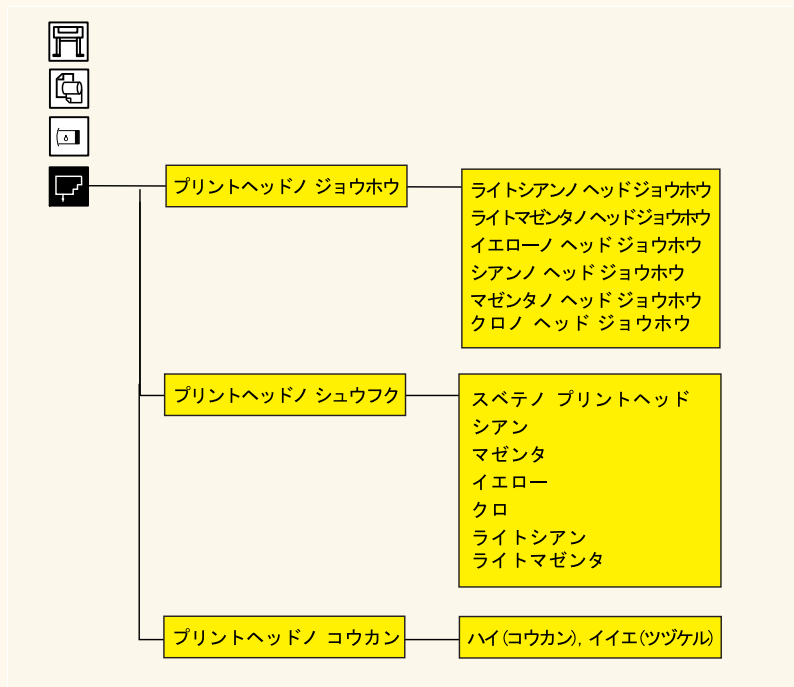 プリントヘッドノ ジョウホウ
ライトシアンノ ヘッドジョウホウ
ライトマゼンタノ ヘッドジョウホウ
イエローノ ヘッド ジョウホウ
シアンノ ヘッド ジョウホウ
マゼンタノ ヘッド ジョウホウ
クロノ ヘッド ジョウホウ
プリントヘッドノ シュウフク
スベテノ プリントヘッド
シアン
マゼンタ
イエロー
クロ
ライトシアン
ライトマゼンタ
プリントヘッドノ コウカン
ハイ(コウカン), イイエ(ツヅケル)